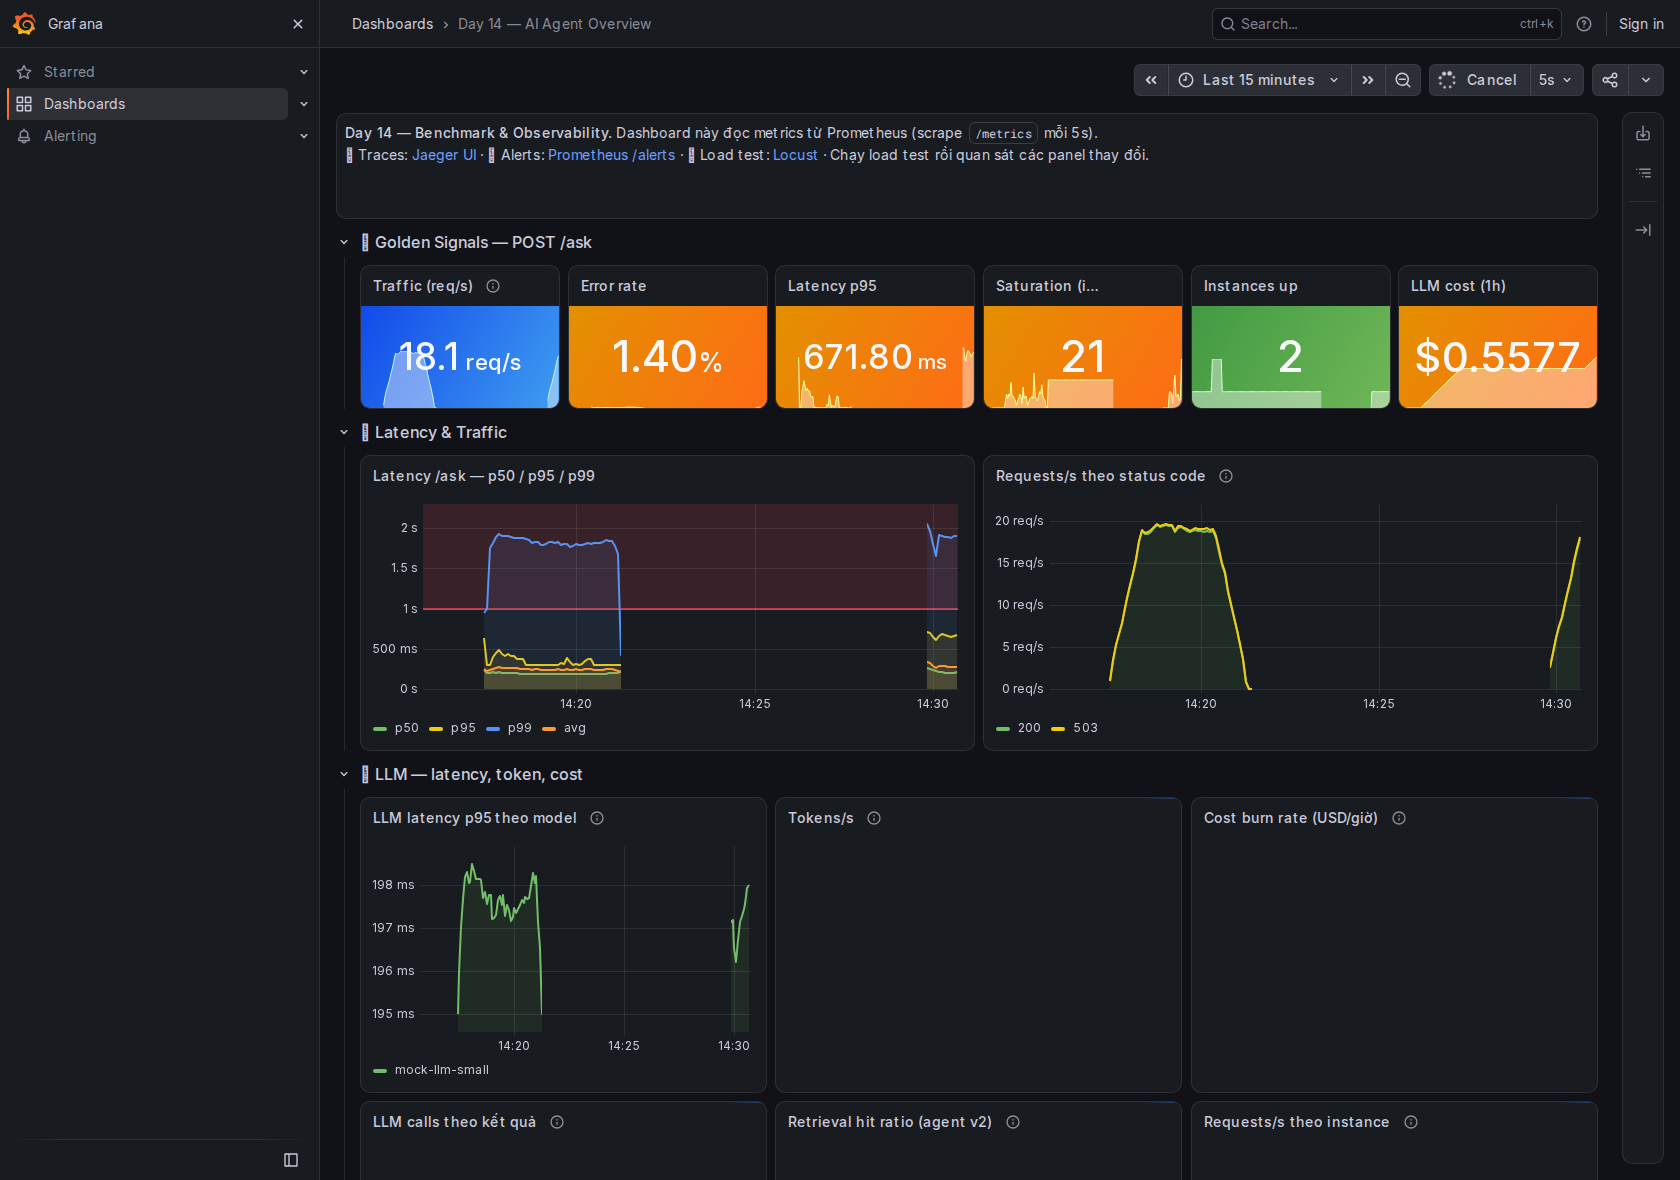 Grafana
Dashboards › Day 14 — AI Agent Overview
Search...
ctrl+k
Sign in
Starred
Dashboards
Alerting
Last 15 minutes
Cancel
5s
Day 14 — Benchmark & Observability. Dashboard này đọc metrics từ Prometheus (scrape /metrics mỗi 5s).
Traces: Jaeger UI · Alerts: Prometheus /alerts · Load test: Locust · Chạy load test rồi quan sát các panel thay đổi.
Golden Signals — POST /ask
Traffic (req/s)
18.1 req/s
Error rate
1.40%
Latency p95
671.80 ms
Saturation (i...
21
Instances up
2
LLM cost (1h)
$0.5577
Latency & Traffic
Latency /ask — p50 / p95 / p99
2 s
1.5 s
1 s
500 ms
0 s
14:20
14:25
14:30
p50
p95
p99
avg
Requests/s theo status code
20 req/s
15 req/s
10 req/s
5 req/s
0 req/s
14:20
14:25
14:30
200
503
LLM — latency, token, cost
LLM latency p95 theo model
198 ms
197 ms
196 ms
195 ms
14:20
14:25
14:30
mock-llm-small
Tokens/s
Cost burn rate (USD/giờ)
LLM calls theo kết quả
Retrieval hit ratio (agent v2)
Requests/s theo instance